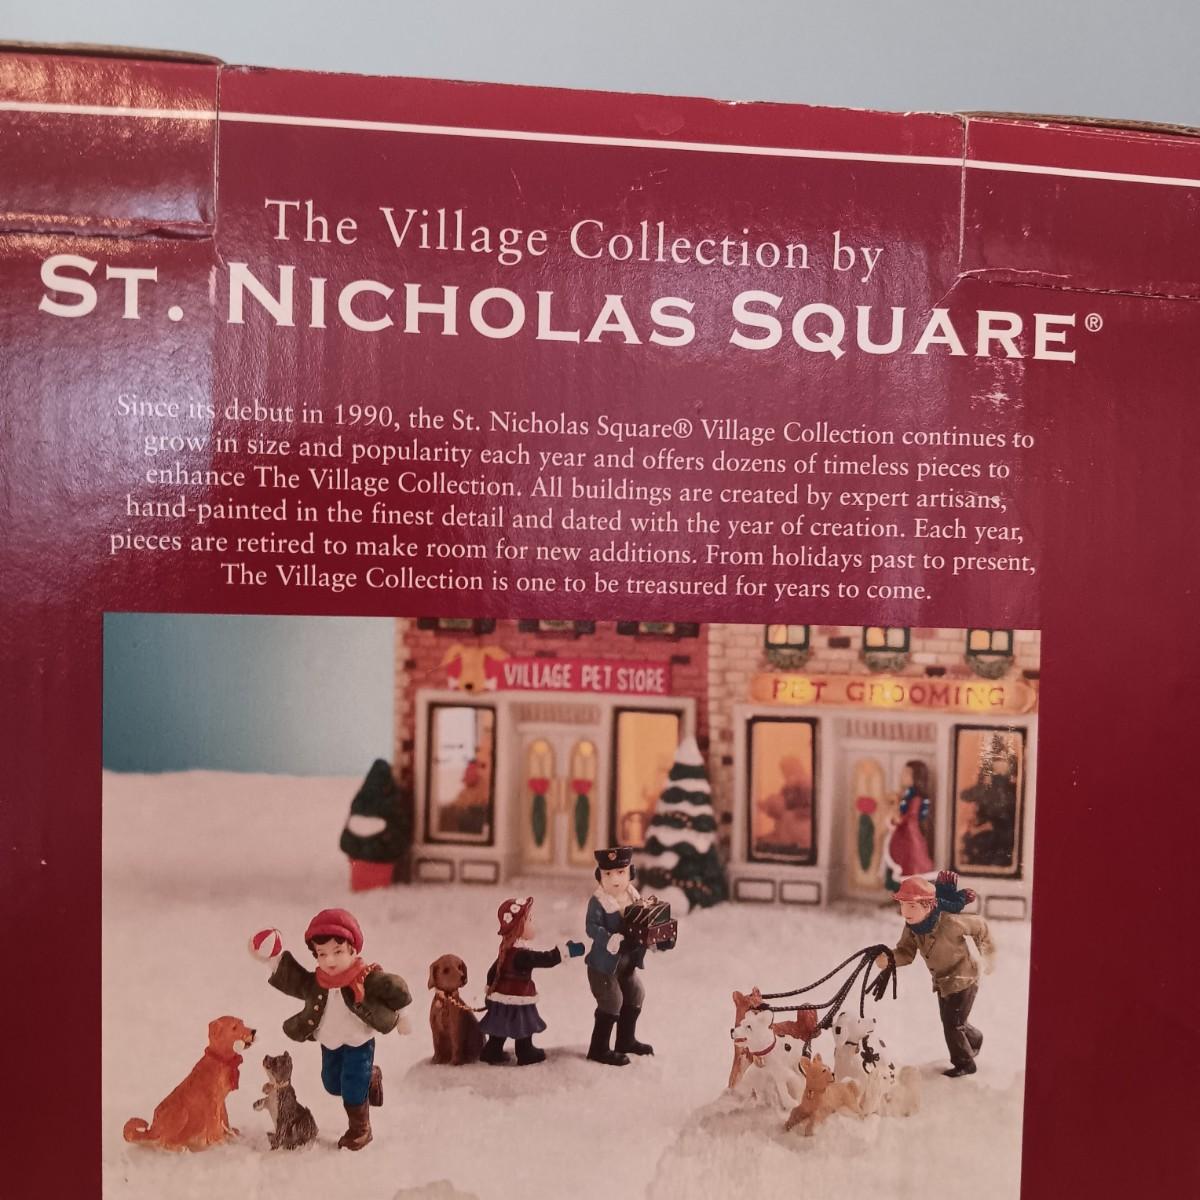 The Village Collection by
ST. NICHOLAS SQUARE®
Since its debut in 1990, the St. Nicholas Square® Village Collection continues to
grow in size and popularity each year and offers dozens of timeless pieces to
enhance The Village Collection. All buildings are created by expert artisans,
hand-painted in the finest detail and dated with the year of creation. Each year,
pieces are retired to make room for new additions. From holidays past to present,
The Village Collection is one to be treasured for years to come.
VILLAGE PET STORE
PET GROOMING